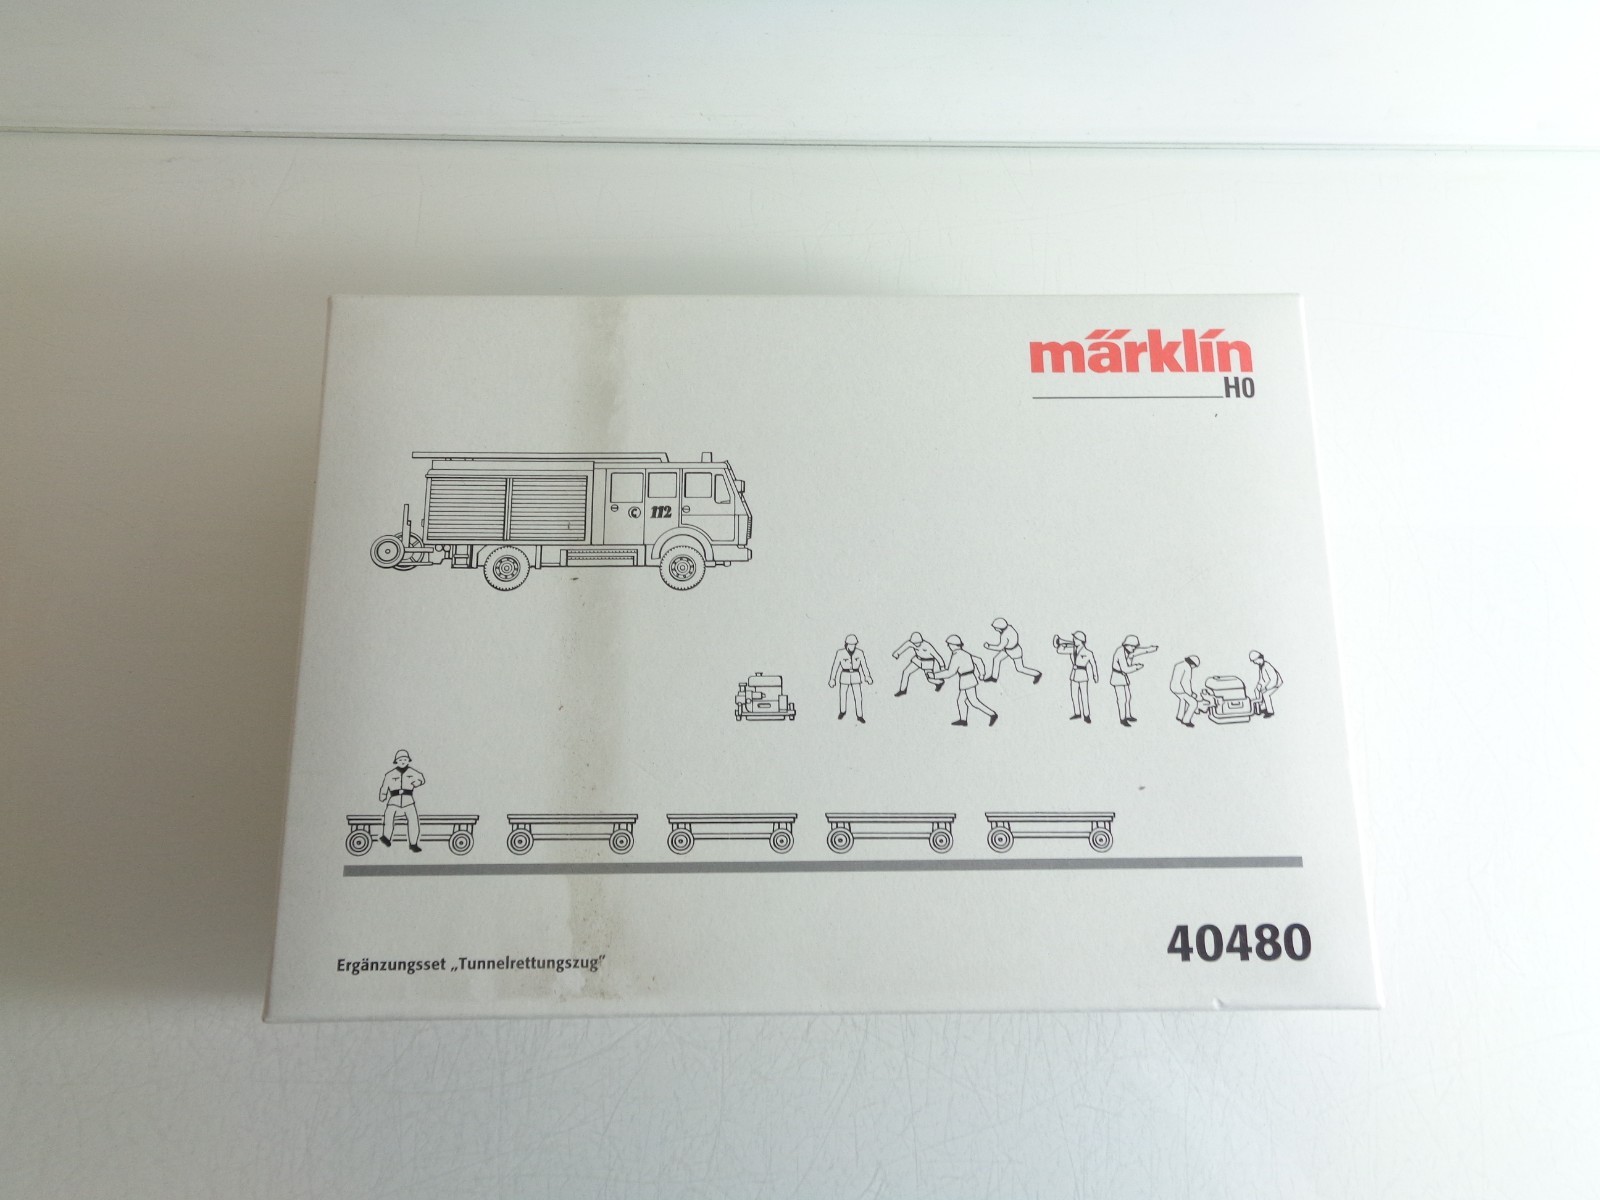 märklin
H0
C 112
Ergänzungsset „Tunnelrettungszug"
40480